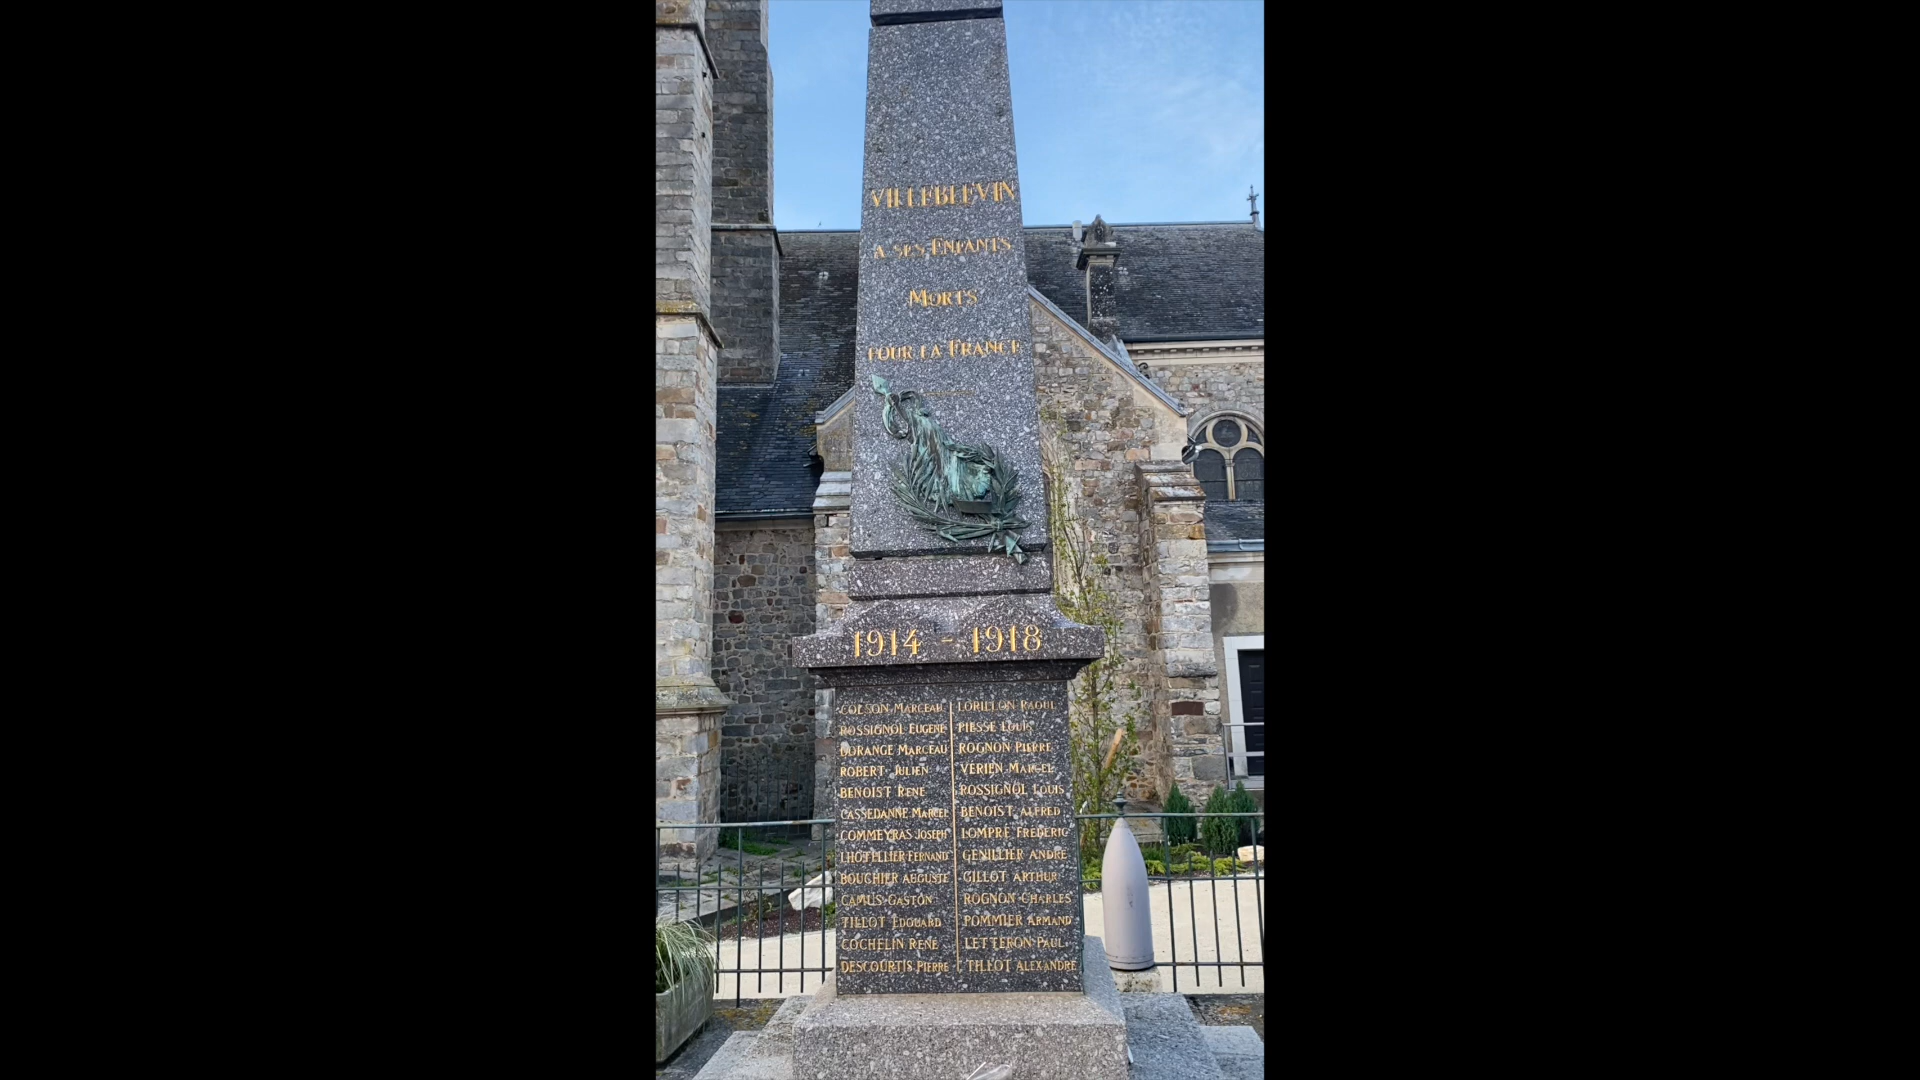 VILLEBLEVIN
A SES ENFANTS
MORTS
POUR LA FRANCE
1914 - 1918
COLSON MARCEAU
ROSSIGNOL EUGENE
DORANGE MARCEAU
ROBERT JULIEN
BENOIST RENE
CASSEDANNE MARCEL
COMMEYRAS JOSEPH
LHOTELLIER FERNAND
BOUCHIER AUGUSTE
CAMUS GASTON
TILLOT EDOUARD
COCHELIN RENE
DESCOURTIS PIERRE
LORILLON RAOUL
PIESSE LOUIS
ROGNON PIERRE
VERIEN MARCEL
ROSSIGNOL LOUIS
BENOIST ALFRED
LOMPRE FREDERIC
GENILLIER ANDRE
GILLOT ARTHUR
ROGNON CHARLES
POMMIER ARMAND
LETTERON PAUL
TILLOT ALEXANDRE